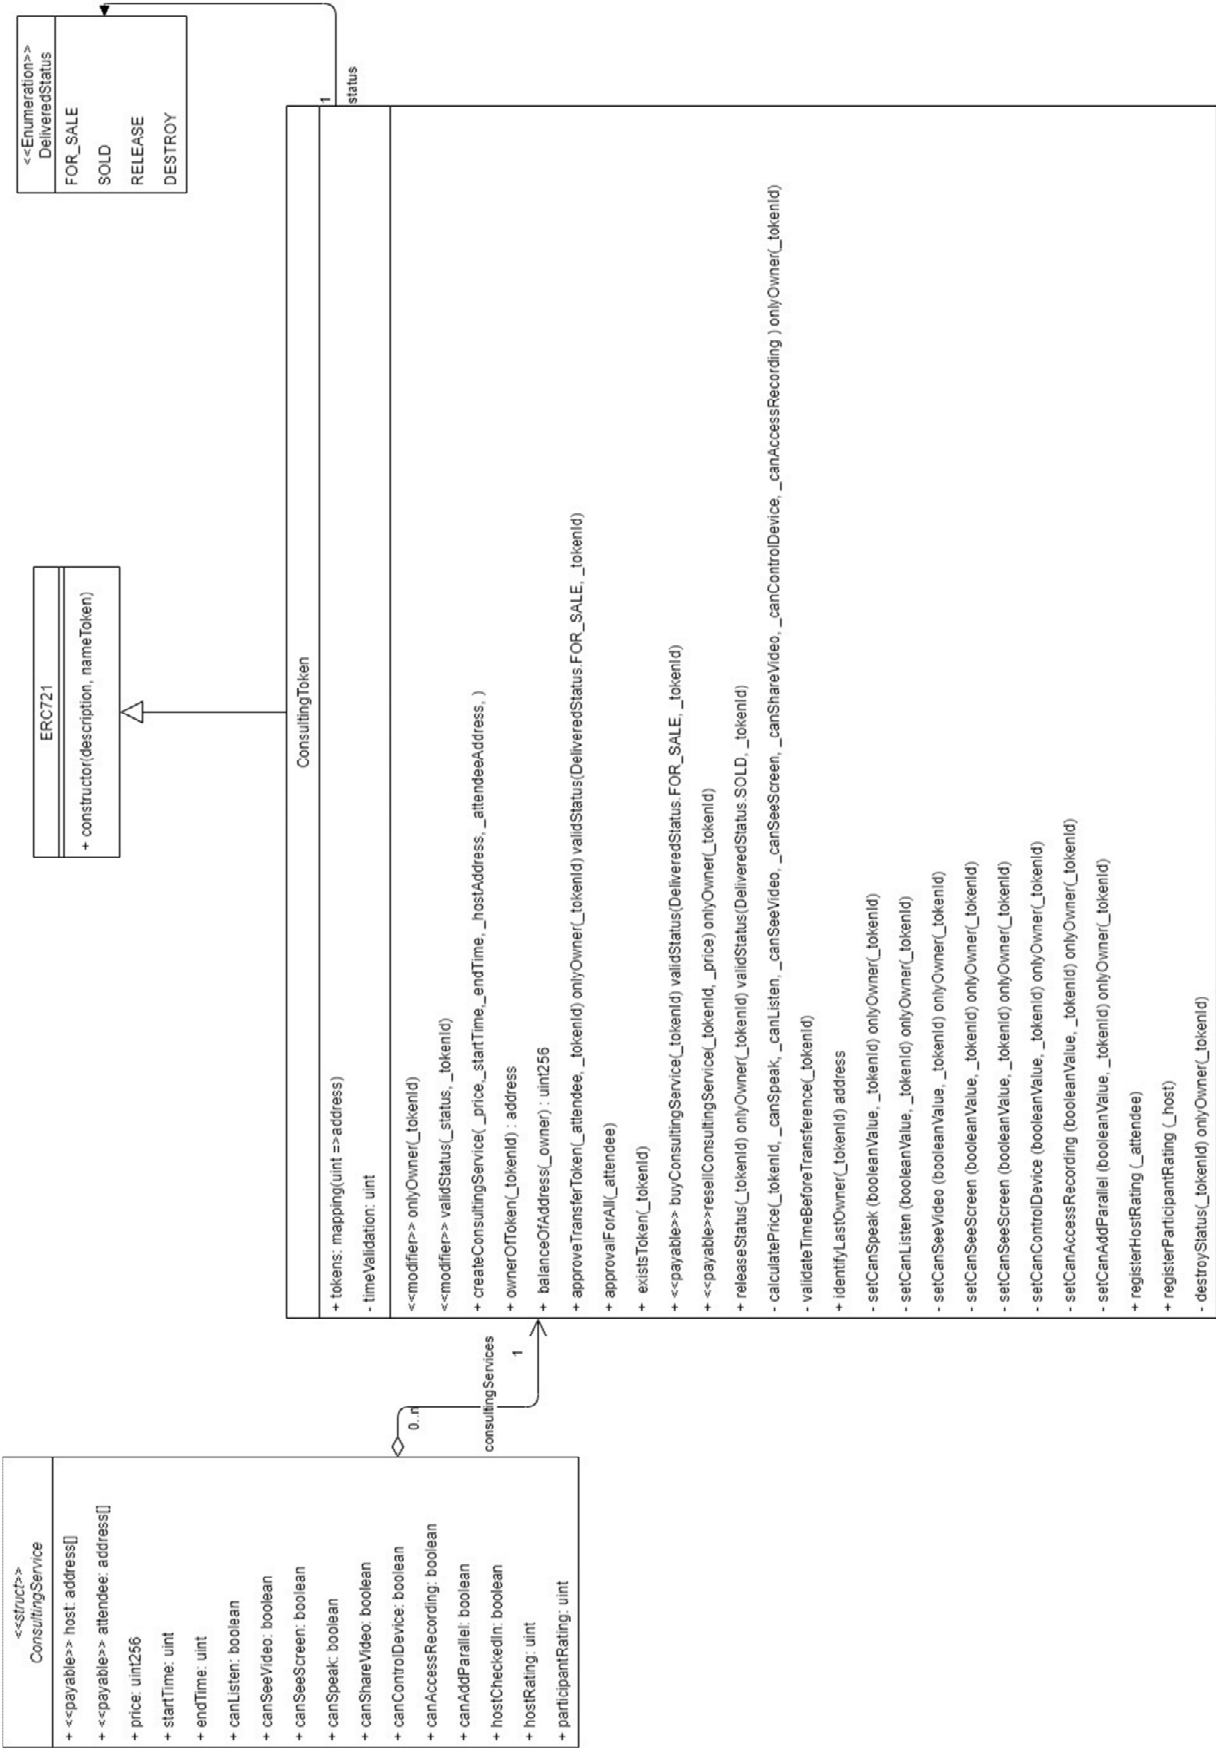 <<struct>>
ConsultingService
+ <<payable>> host: address[]
+ <<payable>> attendee: address[]
+ price: uint256
+ startTime: uint
+ endTime: uint
+ canListen: boolean
+ canSeeVideo: boolean
+ canSeeScreen: boolean
+ canSpeak: boolean
+ canShareVideo: boolean
+ canControlDevice: boolean
+ canAccessRecording: boolean
+ canAddParallel: boolean
+ hostCheckedIn: boolean
+ hostRating: uint
+ participantRating: uint
0..n
consultingServices
1
ERC721
+ constructor(description, nameToken)
<<Enumeration>>
DeliveredStatus
FOR_SALE
SOLD
RELEASE
DESTROY
1
status
ConsultingToken
+ tokens: mapping(uint =>address)
- timeValidation: uint
<<modifier>> onlyOwner(_tokenId)
<<modifier>> validStatus(_status, _tokenId)
+ createConsultingService( _price,_startTime,_endTime, _hostAddress, _attendeeAddress, )
+ ownerOfToken(_tokenId) : address
+ balanceOfAddress(_owner) : uint256
+ approveTransferToken(_attendee, _tokenId) onlyOwner(_tokenId) validStatus(DeliveredStatus.FOR_SALE, _tokenId)
+ approvalForAll(_attendee)
+ existsToken(_tokenId)
+ <<payable>> buyConsultingService(_tokenId) validStatus(DeliveredStatus.FOR_SALE, _tokenId)
+ <<payable>>resellConsultingService(_tokenId, _price) onlyOwner(_tokenId)
+ releaseStatus(_tokenId) onlyOwner(_tokenId) validStatus(DeliveredStatus.SOLD, _tokenId)
- calculatePrice(_tokenId, _canSpeak, _canListen, _canSeeVideo, _canSeeScreen, _canShareVideo, _canControlDevice, _canAccessRecording ) onlyOwner(_tokenId)
- validateTimeBeforeTransference(_tokenId)
+ identifyLastOwner(_tokenId) address
- setCanSpeak (booleanValue, _tokenId) onlyOwner(_tokenId)
- setCanListen (booleanValue, _tokenId) onlyOwner(_tokenId)
- setCanSeeVideo (booleanValue, _tokenId) onlyOwner(_tokenId)
- setCanSeeScreen (booleanValue, _tokenId) onlyOwner(_tokenId)
- setCanSeeScreen (booleanValue, _tokenId) onlyOwner(_tokenId)
- setCanControlDevice (booleanValue, _tokenId) onlyOwner(_tokenId)
- setCanAccessRecording (booleanValue, _tokenId) onlyOwner(_tokenId)
- setCanAddParallel (booleanValue, _tokenId) onlyOwner(_tokenId)
+ registerHostRating (_attendee)
+ registerParticipantRating (_host)
- destroyStatus(_tokenId) onlyOwner(_tokenId)